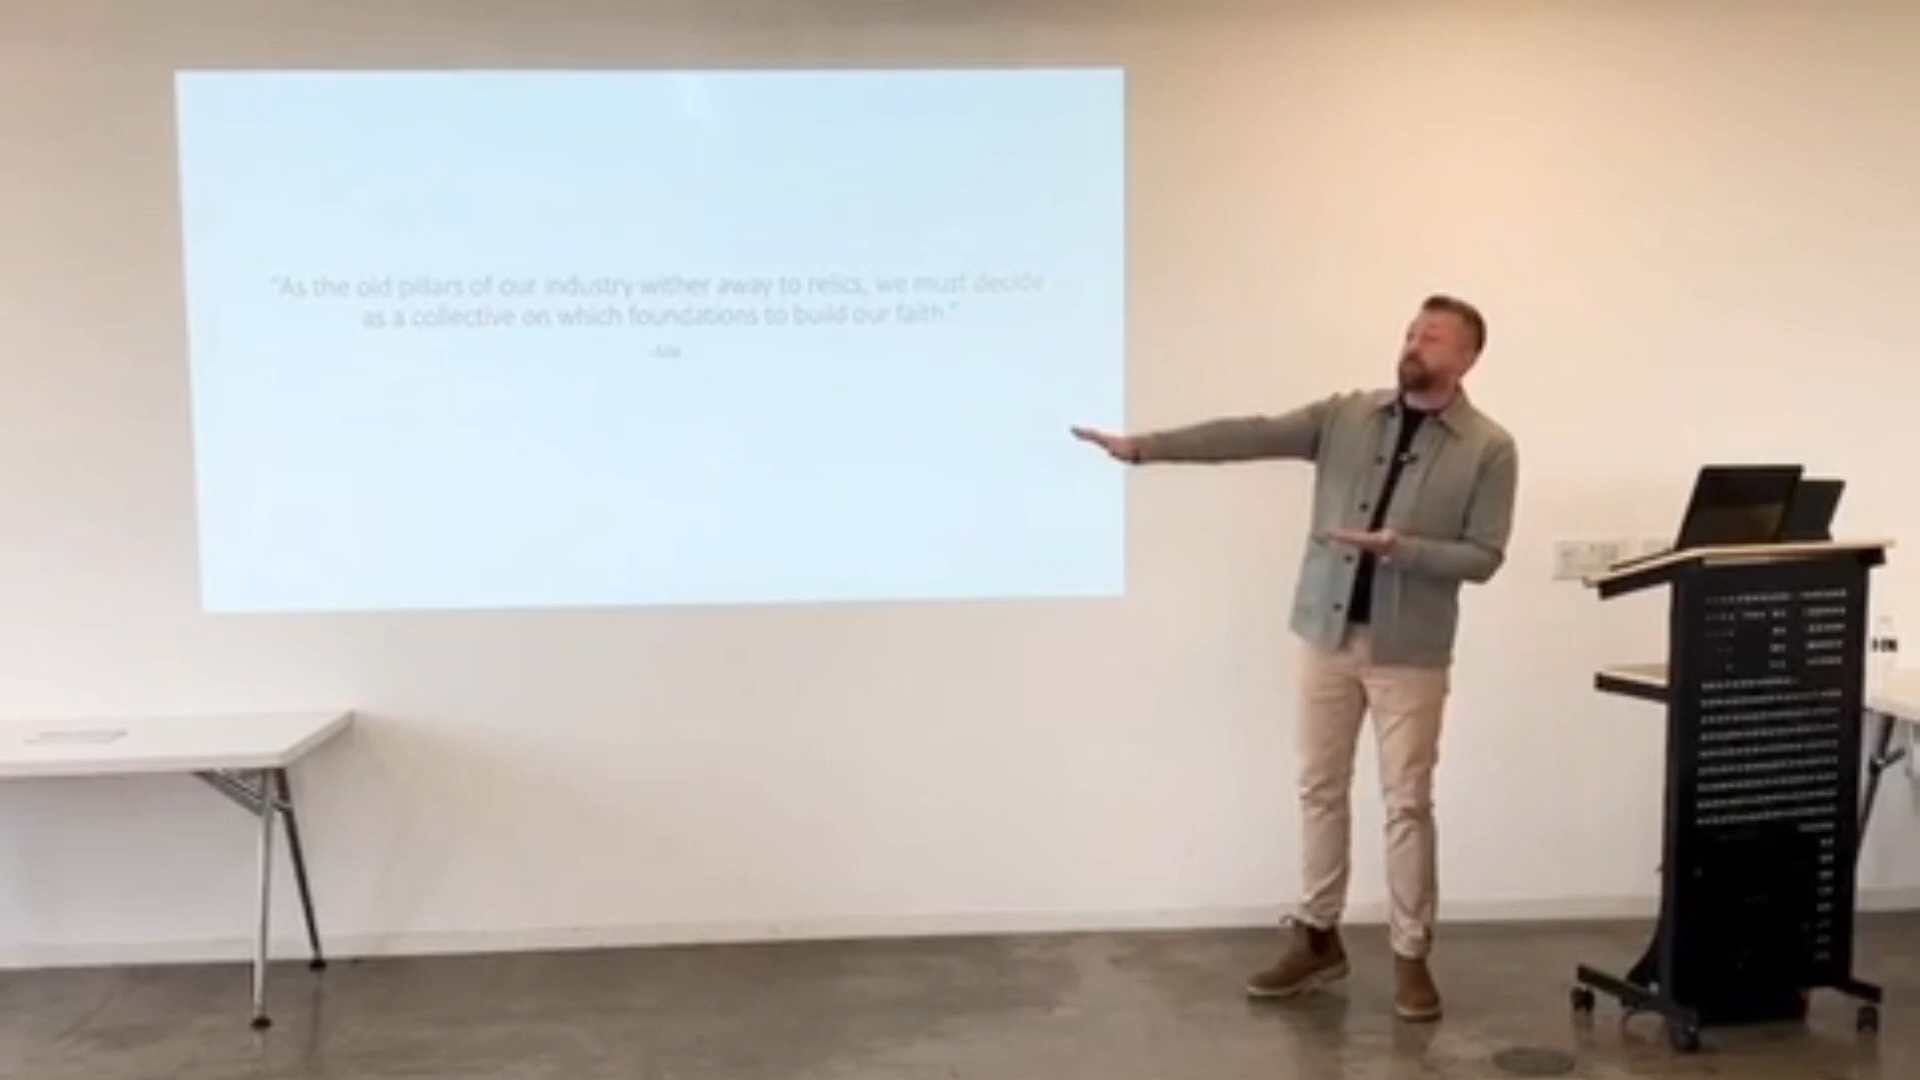 "As the old pillars of our industry wither away to relics, we must decide
as a collective on which foundations to build our faith."